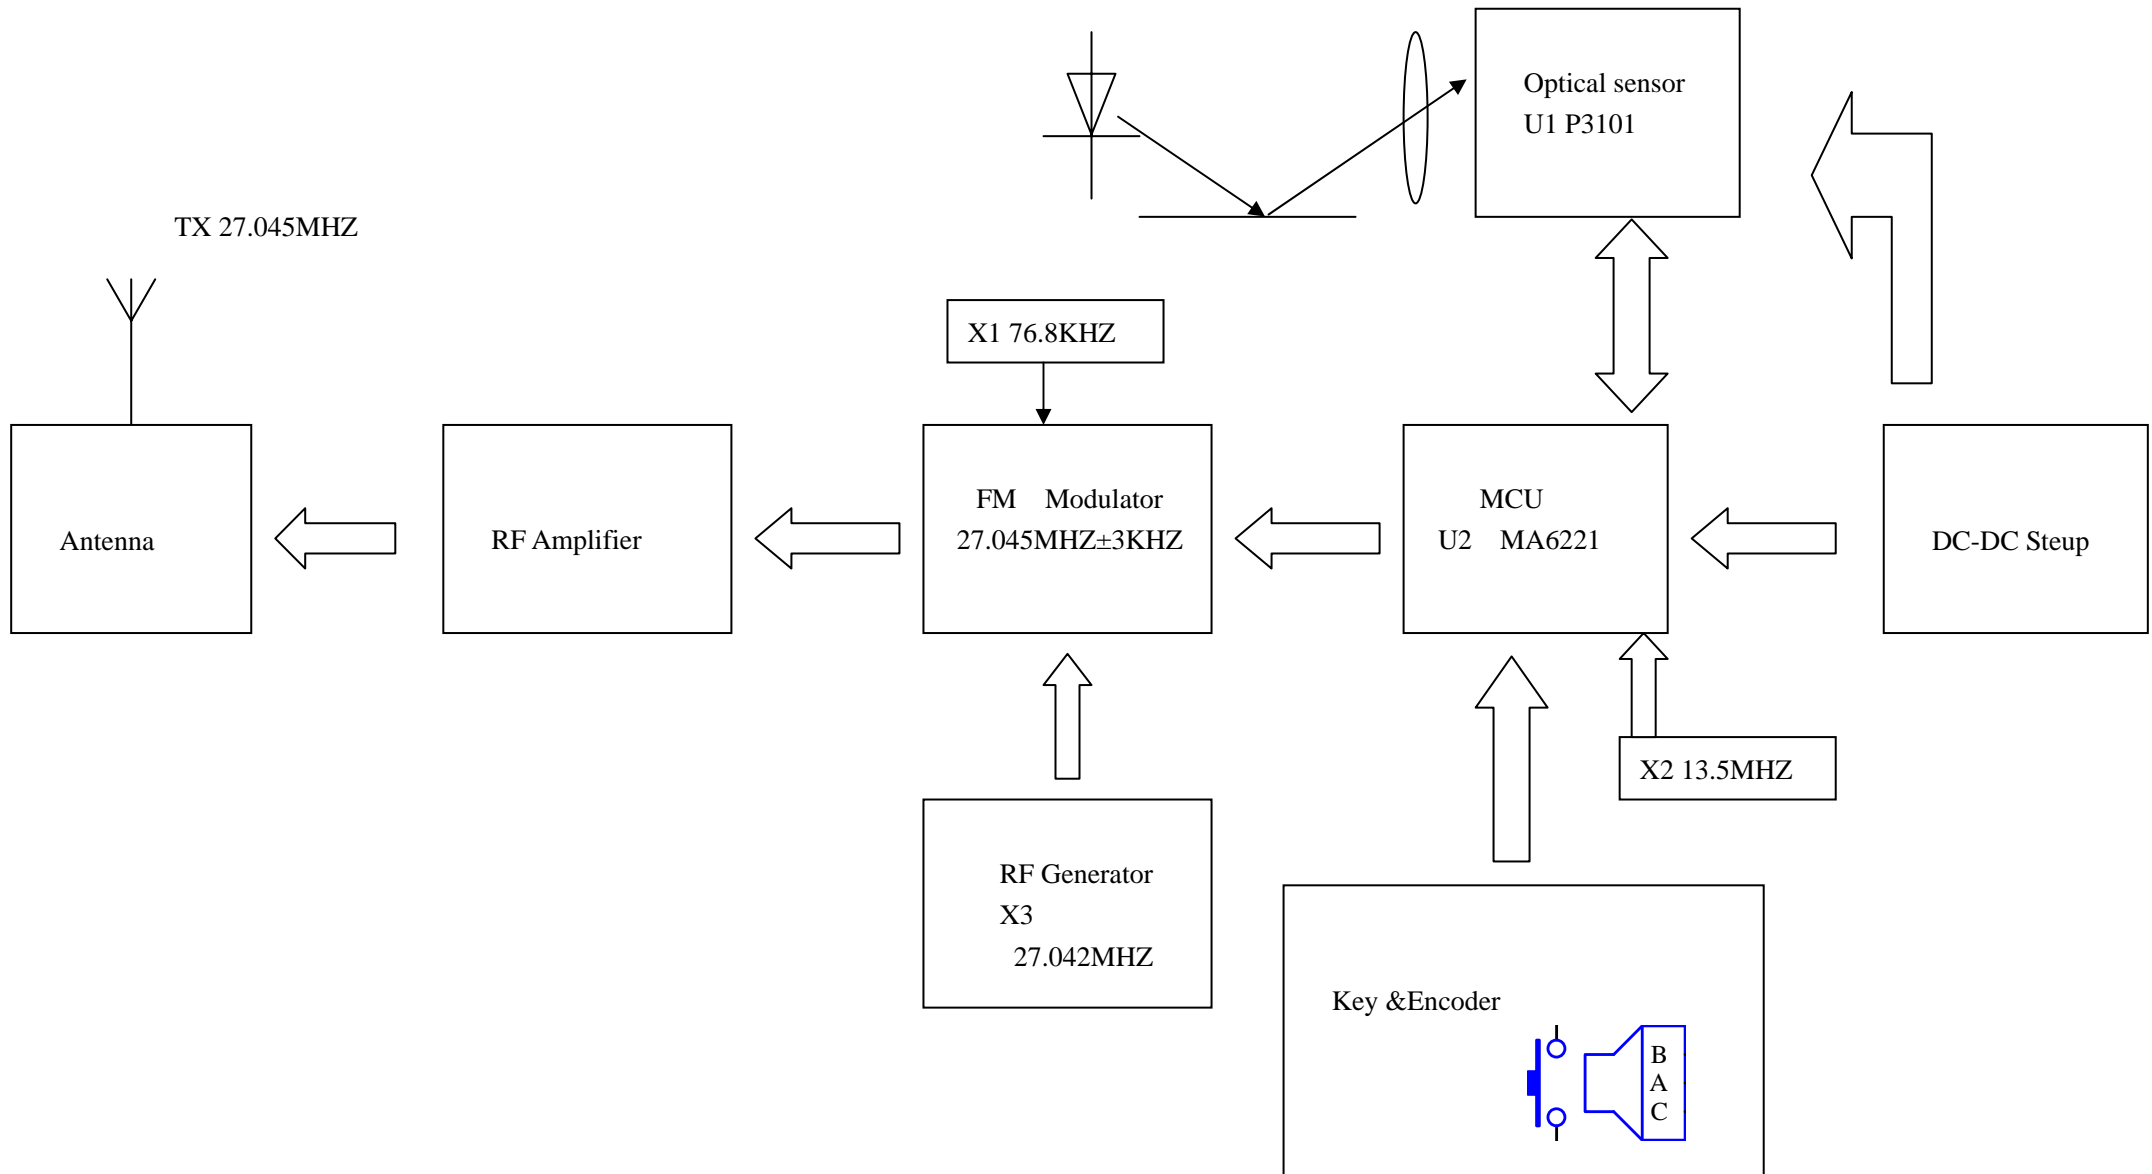 Optical sensor
U1 P3101
TX 27.045MHZ
X1 76.8KHZ
Antenna
RF Amplifier
FM Modulator
27.045MHZ±3KHZ
MCU
U2 MA6221
DC-DC Steup
X2 13.5MHZ
RF Generator
X3
27.042MHZ
Key &Encoder
B
A
C